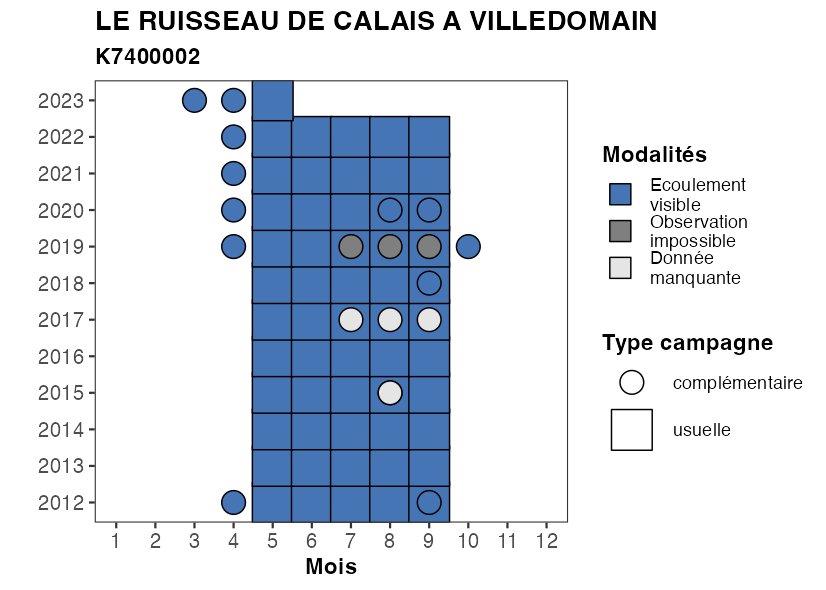 LE RUISSEAU DE CALAIS A VILLEDOMAIN
K7400002
2023
2022
2021
2020
2019
2018
2017
2016
2015
2014
2013
2012
1 2 3 4 5 6 7 8 9 10 11 12
Mois
Modalités
Ecoulement
visible
Observation
impossible
Donnée
manquante
Type campagne
complémentaire
usuelle